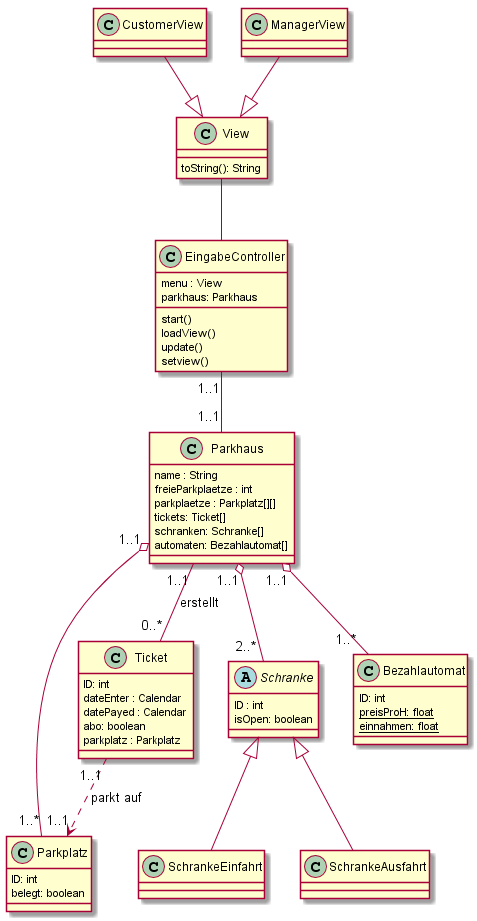 C CustomerView
C ManagerView
C View
toString(): String
C EingabeController
menu : View
parkhaus: Parkhaus
start()
loadView()
update()
setview()
1..1
1..1
C Parkhaus
name : String
freieParkplaetze : int
parkplaetze : Parkplatz[][]
tickets: Ticket[]
schranken: Schranke[]
automaten: Bezahlautomat[]
1..1
1..1
1..1
1..1
erstellt
0..*
2..*
1..*
C Ticket
ID: int
dateEnter : Calendar
datePayed : Calendar
abo: boolean
parkplatz : Parkplatz
A Schranke
ID : int
isOpen: boolean
C Bezahlautomat
ID: int
preisProH: float
einnahmen: float
1..1
parkt auf
1..*
1..1
C Parkplatz
ID: int
belegt: boolean
C SchrankeEinfahrt
C SchrankeAusfahrt